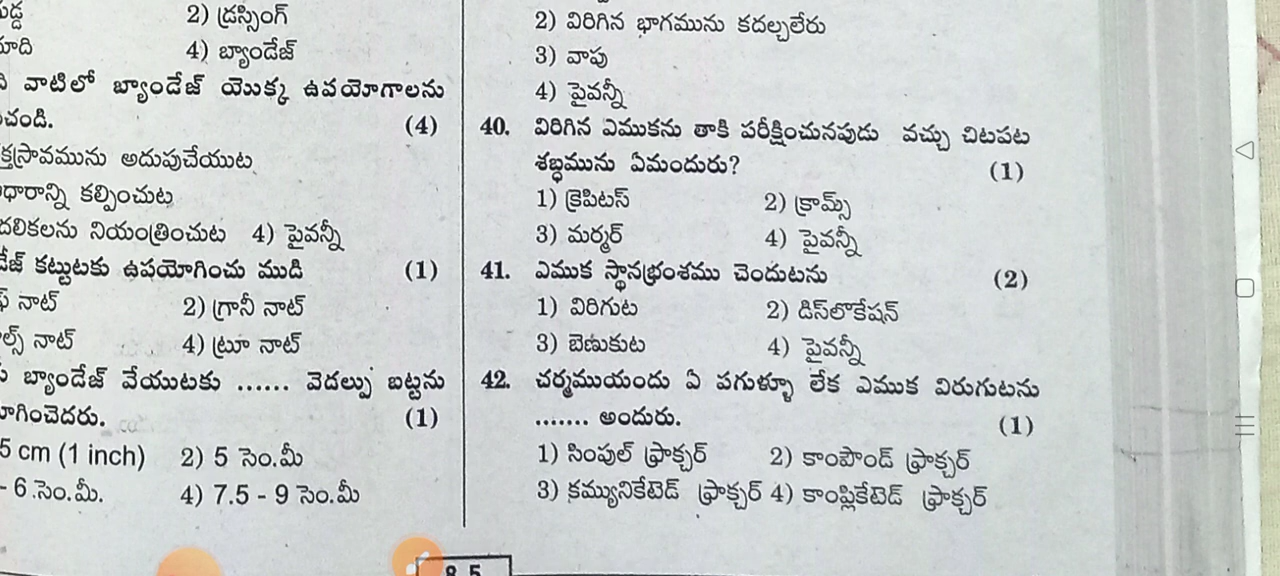 2) డ్రస్సింగ్
4) బ్యాండేజ్
వాటిలో బ్యాండేజ్ యొక్క ఉపయోగాలను
చండి. (4)
క్తస్రావమును అదుపుచేయుట
ధారాన్ని కల్పించుట
దలికలను నియంత్రించుట 4) పైవన్నీ
డేజ్ కట్టుటకు ఉపయోగించు ముడి (1)
ఫ్ నాట్ 2) గ్రానీ నాట్
ల్స్ నాట్ 4) ట్రూ నాట్
బ్యాండేజ్ వేయుటకు ...... వెడల్పు బట్టను
గించెదరు. (1)
5 cm (1 inch) 2) 5 సెం.మీ
- 6 సెం.మీ. 4) 7.5 - 9 సెం.మీ
2) విరిగిన భాగమును కదల్చలేరు
3) వాపు
4) పైవన్నీ
40. విరిగిన ఎముకను తాకి పరీక్షించునపుడు వచ్చు చిటపట
శబ్ధమును ఏమందురు? (1)
1) క్రెపిటస్ 2) క్రామ్స్
3) మర్మర్ 4) పైవన్నీ
41. ఎముక స్థానభ్రంశము చెందుటను (2)
1) విరిగుట 2) డిస్‌లొకేషన్
3) బెణుకుట 4) పైవన్నీ
42. చర్మముయందు ఏ పగుళ్ళూ లేక ఎముక విరుగుటను
....... అందురు. (1)
1) సింపుల్ ఫ్రాక్చర్ 2) కాంపౌండ్ ఫ్రాక్చర్
3) కమ్యునికేటెడ్ ఫ్రాక్చర్ 4) కాంప్లికేటెడ్ ఫ్రాక్చర్